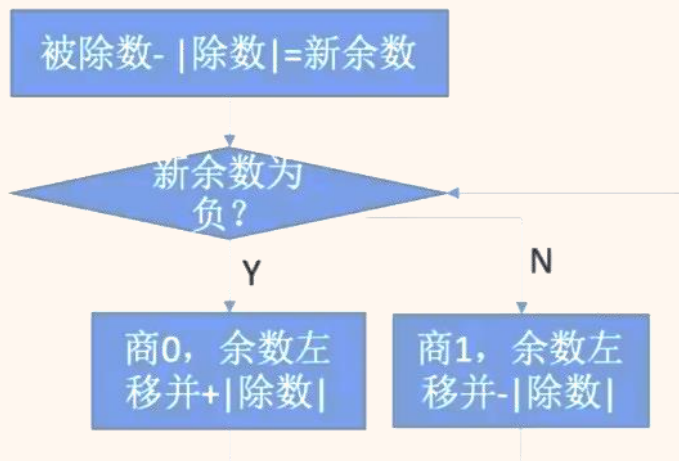 被除数- |除数|=新余数
新余数为
负?
Y
N
商0，余数左
移并+|除数|
商1，余数左
移并-|除数|